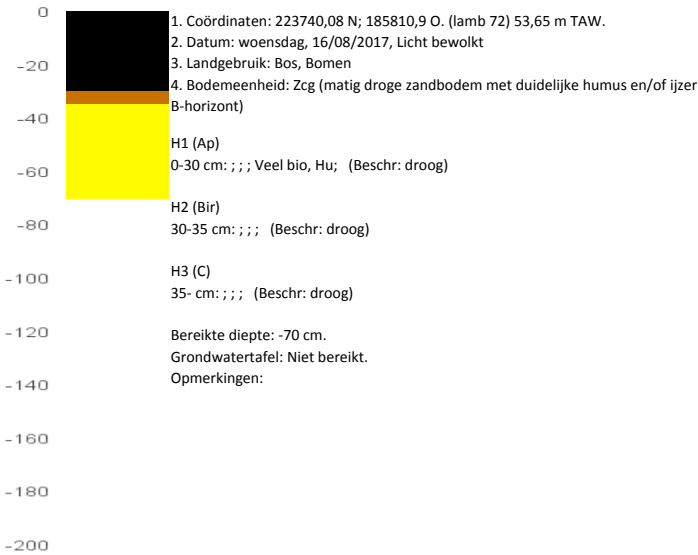 0
-20
-40
-60
-80
-100
-120
-140
-160
-180
-200
1. Coördinaten: 223740,08 N; 185810,9 O. (lamb 72) 53,65 m TAW.
2. Datum: woensdag, 16/08/2017, Licht bewolkt
3. Landgebruik: Bos, Bomen
4. Bodemeenheid: Zcg (matig droge zandbodem met duidelijke humus en/of ijzer
B-horizont)
H1 (Ap)
0-30 cm: ; ; ; Veel bio, Hu; (Beschr: droog)
H2 (Bir)
30-35 cm: ; ; ; (Beschr: droog)
H3 (C)
35- cm: ; ; ; (Beschr: droog)
Bereikte diepte: -70 cm.
Grondwatertafel: Niet bereikt.
Opmerkingen: